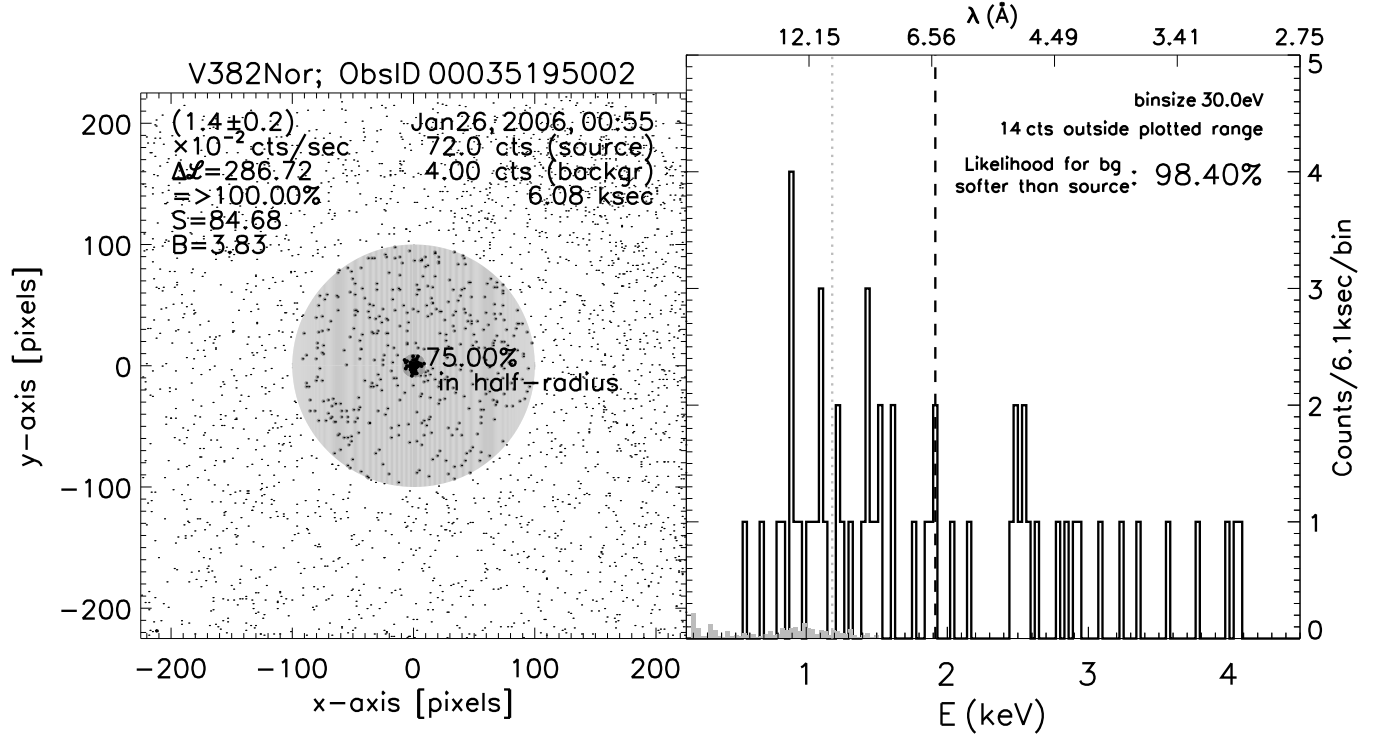 V382Nor; ObsID 00035195002
(1.4±0.2)
×10⁻² cts/sec
Δℒ=286.72
=>100.00%
S=84.68
B=3.83
Jan26, 2006, 00:55
72.0 cts (source)
4.00 cts (backgr)
6.08 ksec
75.00%
in half-radius
200
100
0
−100
−200
y-axis [pixels]
−200 −100 0 100 200
x-axis [pixels]
λ (Å)
12.15 6.56 4.49 3.41 2.75
binsize 30.0eV
14 cts outside plotted range
Likelihood for bg
softer than source: 98.40%
5
4
3
2
1
0
Counts/6.1ksec/bin
1 2 3 4
E (keV)